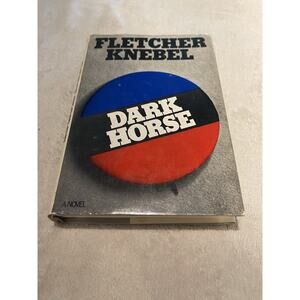 FLETCHER
KNEBEL
DARK
HORSE
A NOVEL